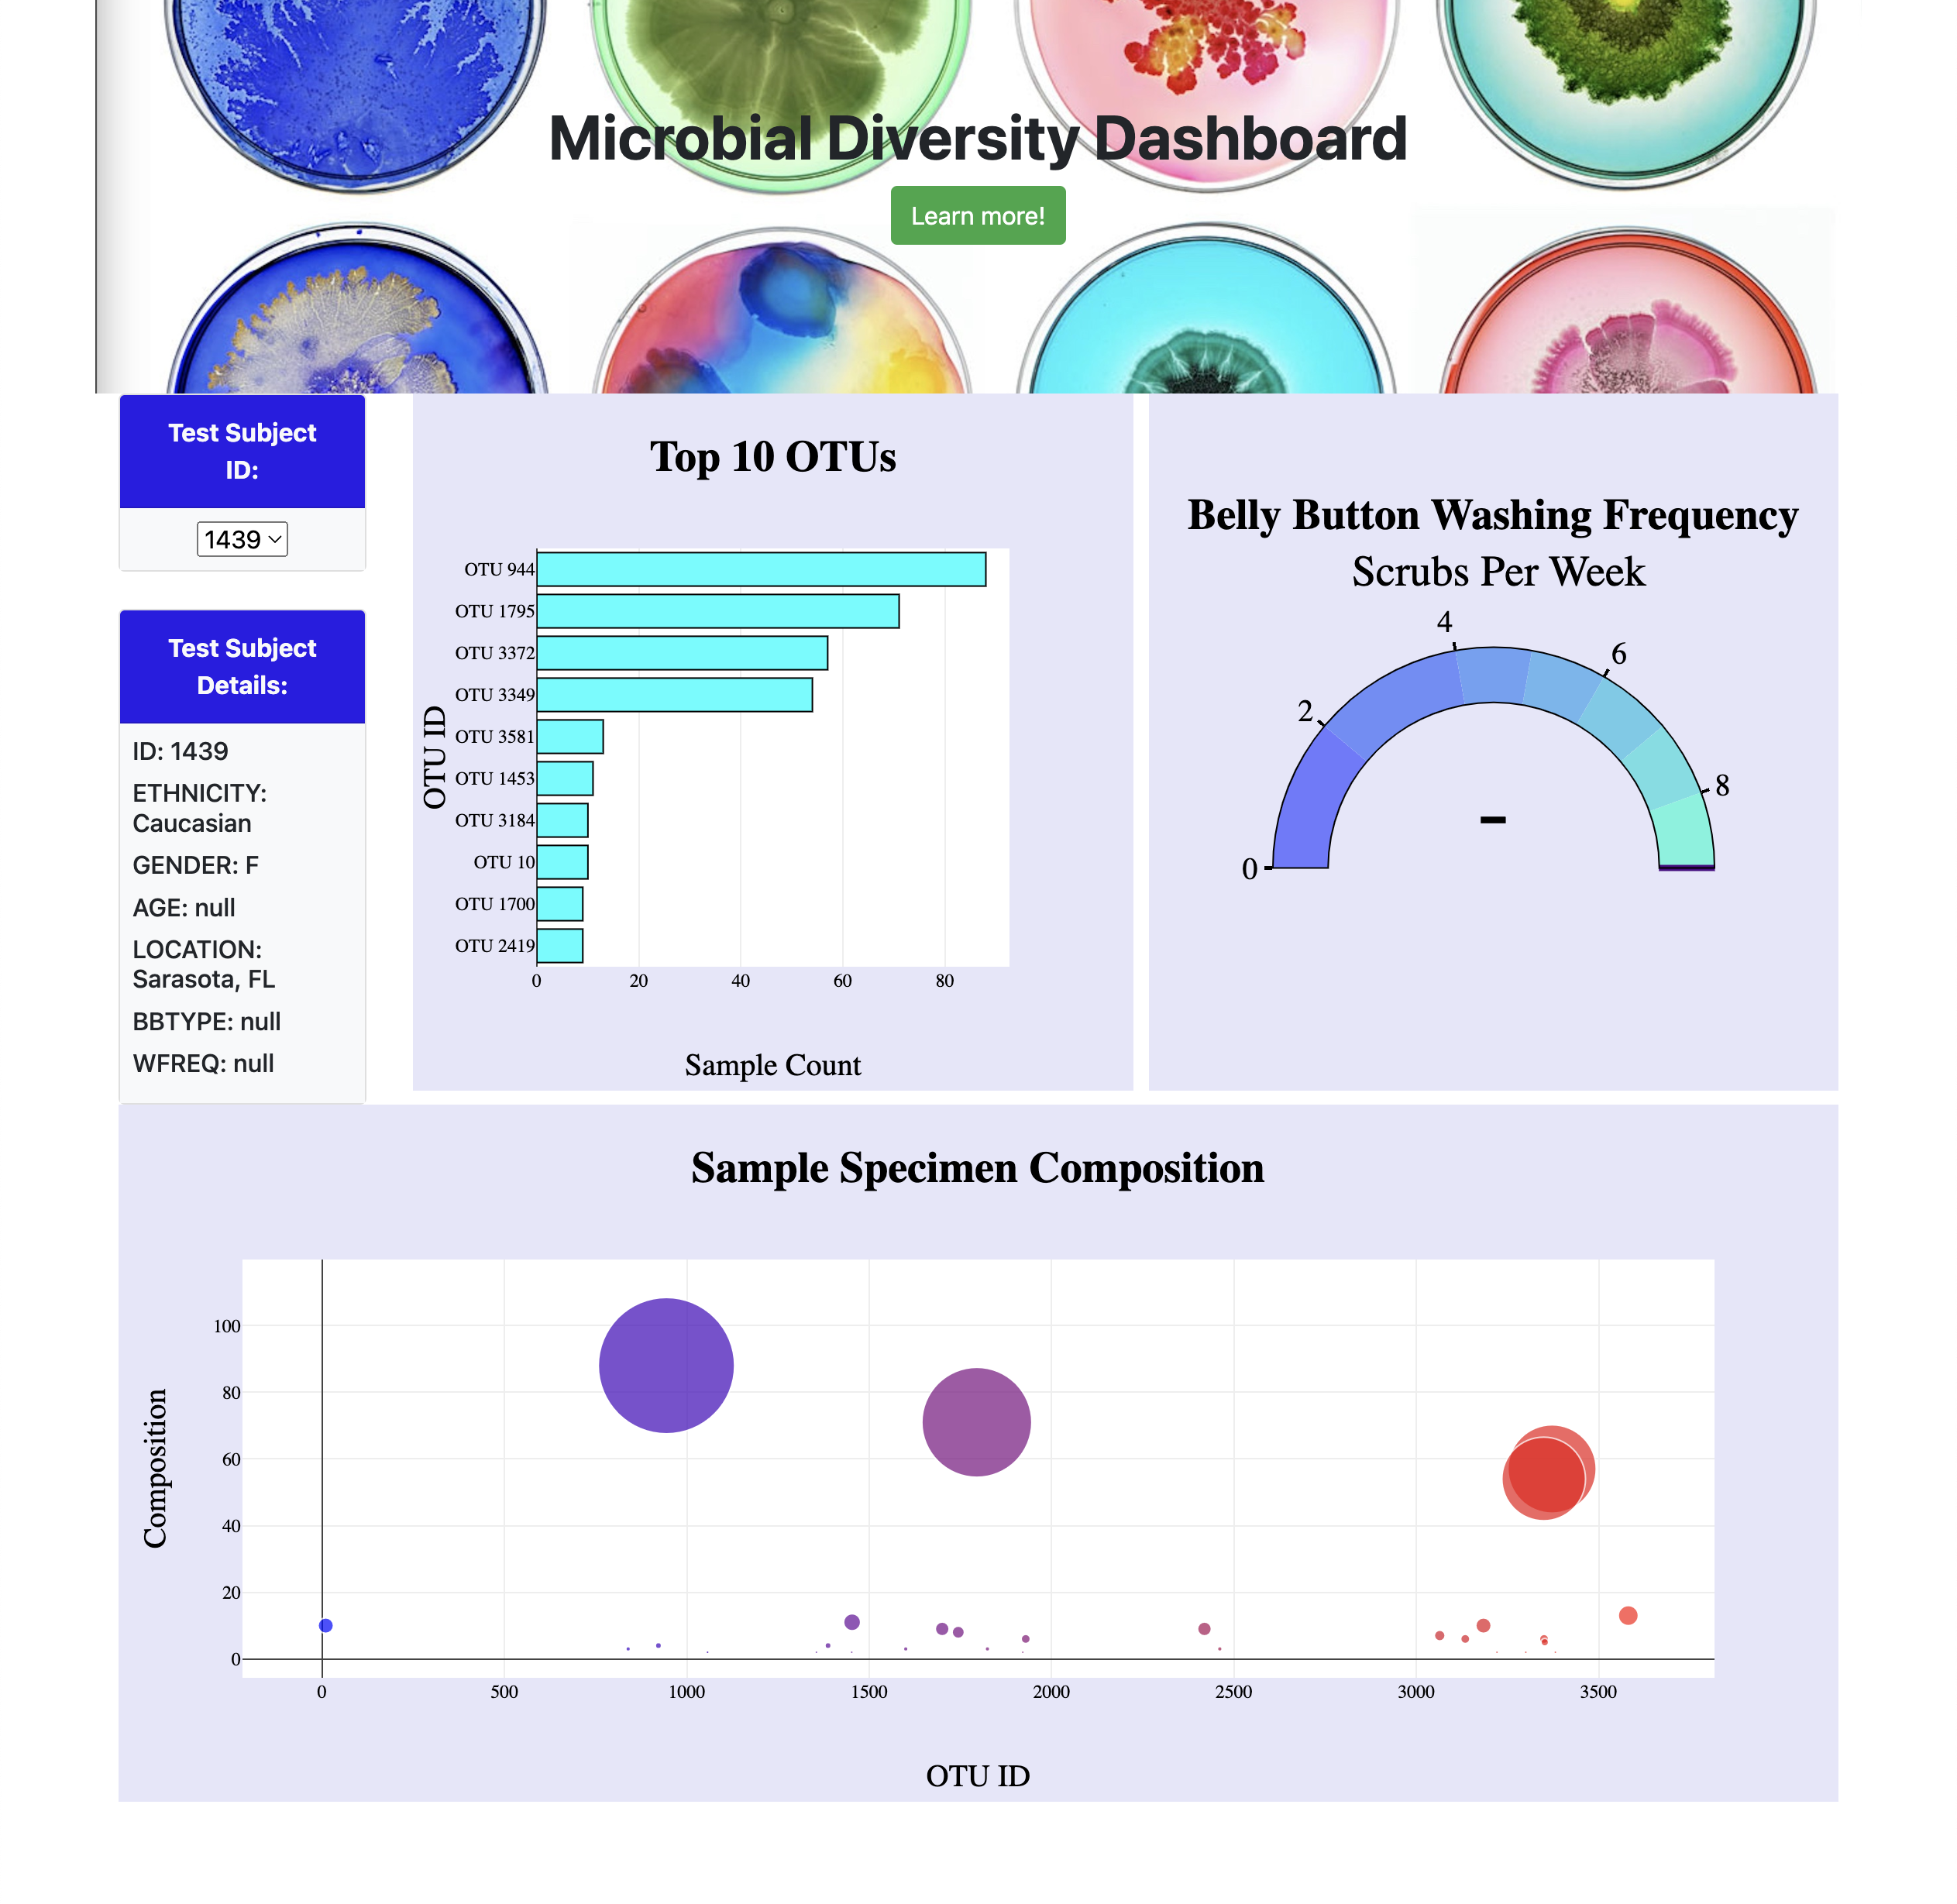 Microbial Diversity Dashboard
Learn more!
Test Subject
ID:
1439
Test Subject
Details:
ID: 1439
ETHNICITY:
Caucasian
GENDER: F
AGE: null
LOCATION:
Sarasota, FL
BBTYPE: null
WFREQ: null
Top 10 OTUs
OTU ID
OTU 944
OTU 1795
OTU 3372
OTU 3349
OTU 3581
OTU 1453
OTU 3184
OTU 10
OTU 1700
OTU 2419
0 20 40 60 80
Sample Count
Belly Button Washing Frequency
Scrubs Per Week
0
2
4
6
8
–
Sample Specimen Composition
Composition
100
80
60
40
20
0
0 500 1000 1500 2000 2500 3000 3500
OTU ID